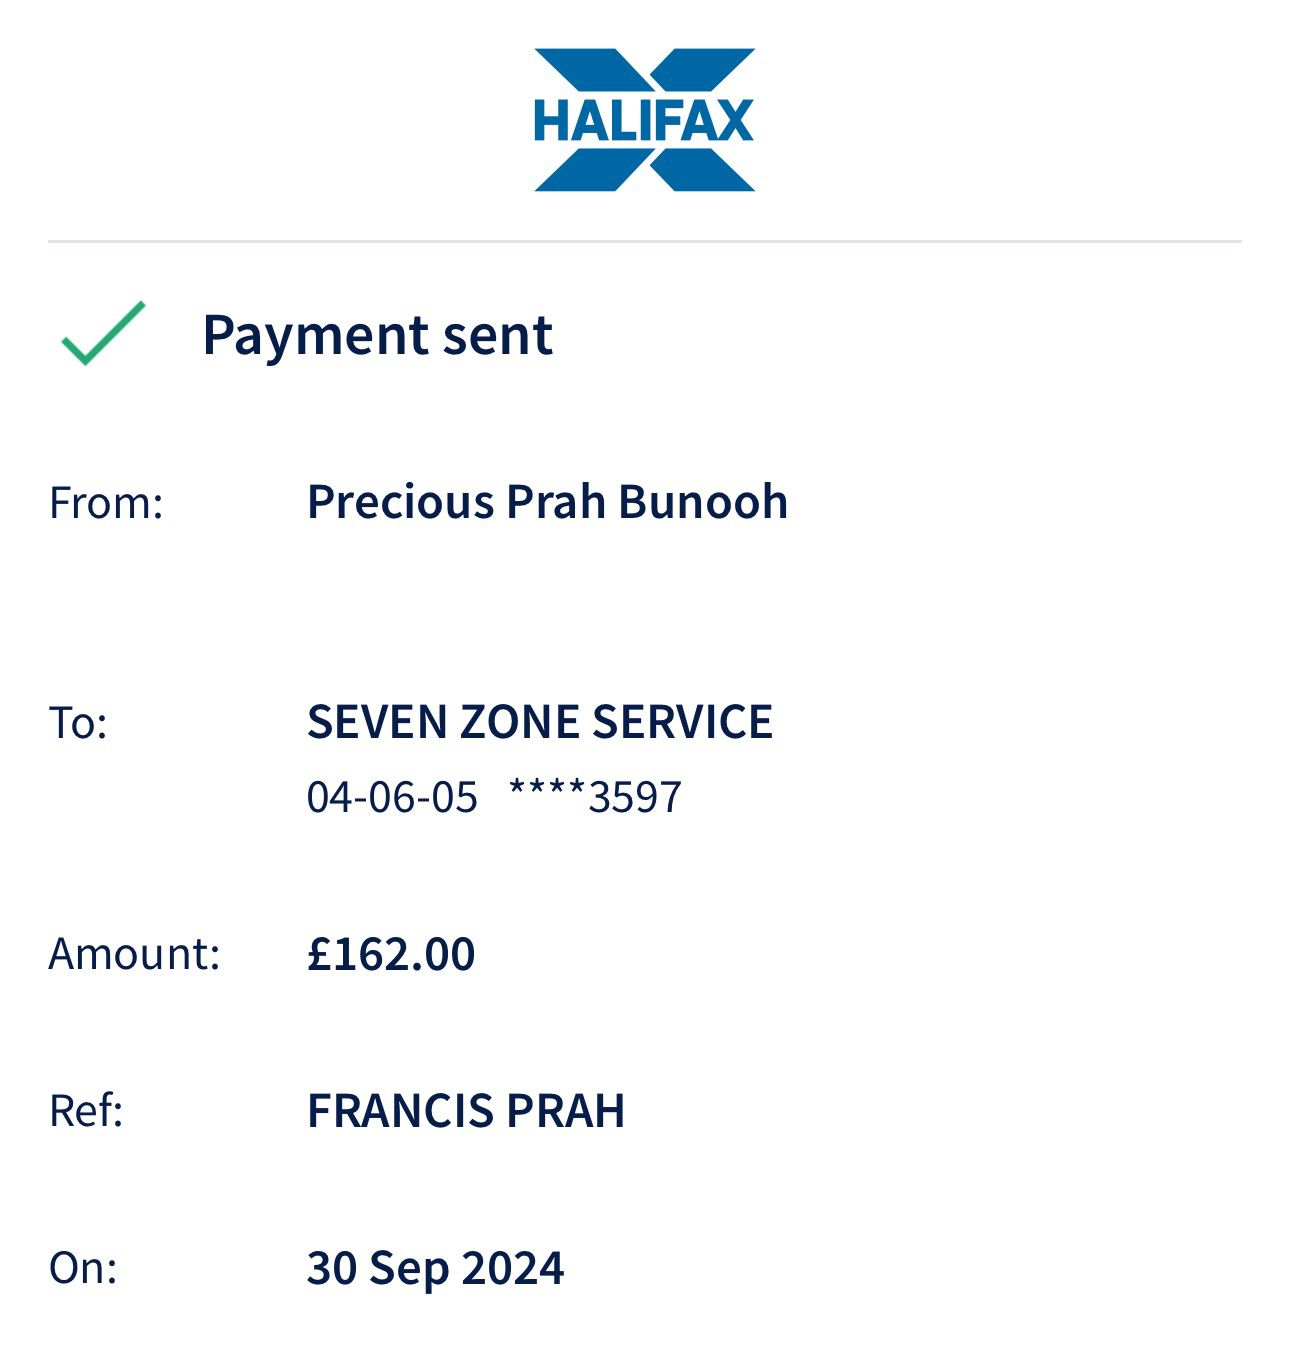 HALIFAX
Payment sent
From: Precious Prah Bunooh
To: SEVEN ZONE SERVICE
04-06-05 ****3597
Amount: £162.00
Ref: FRANCIS PRAH
On: 30 Sep 2024